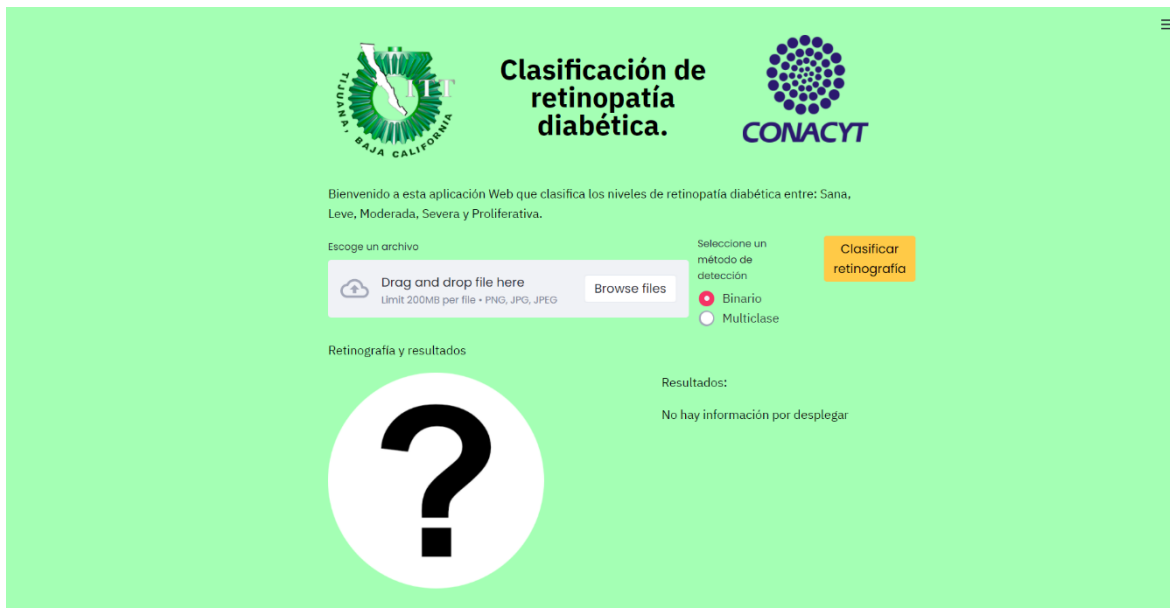 TIJUANA, BAJA CALIFORNIA
IIT
Clasificación de
retinopatía
diabética.
CONACYT
Bienvenido a esta aplicación Web que clasifica los niveles de retinopatía diabética entre: Sana,
Leve, Moderada, Severa y Proliferativa.
Escoge un archivo
Drag and drop file here
Limit 200MB per file • PNG, JPG, JPEG
Browse files
Seleccione un
método de
detección
Binario
Multiclase
Clasificar
retinografía
Retinografía y resultados
?
Resultados:
No hay información por desplegar